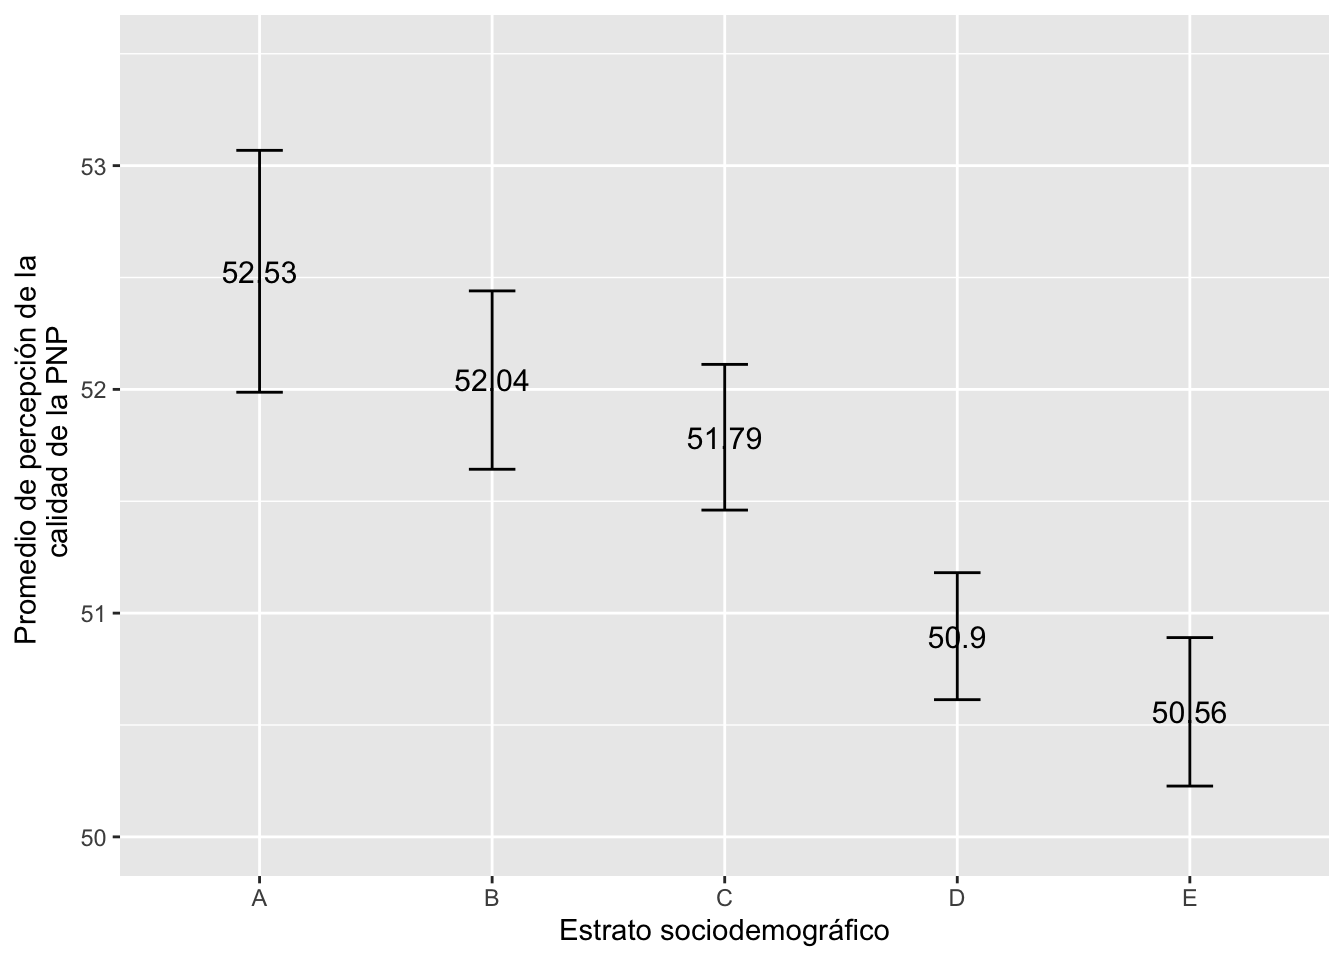 Promedio de percepción de la
calidad de la PNP
53
52
51
50
52.53
52.04
51.79
50.9
50.56
A B C D E
Estrato sociodemográfico